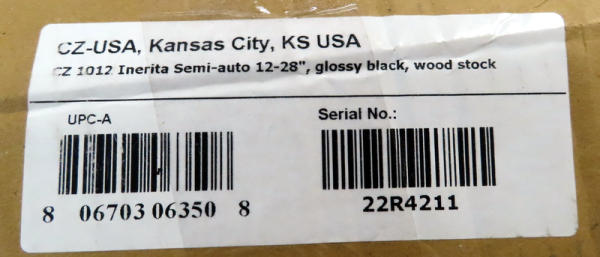 CZ-USA, Kansas City, KS USA
CZ 1012 Inerita Semi-auto 12-28", glossy black, wood stock
UPC-A
Serial No.:
8 06703 06350 8
22R4211